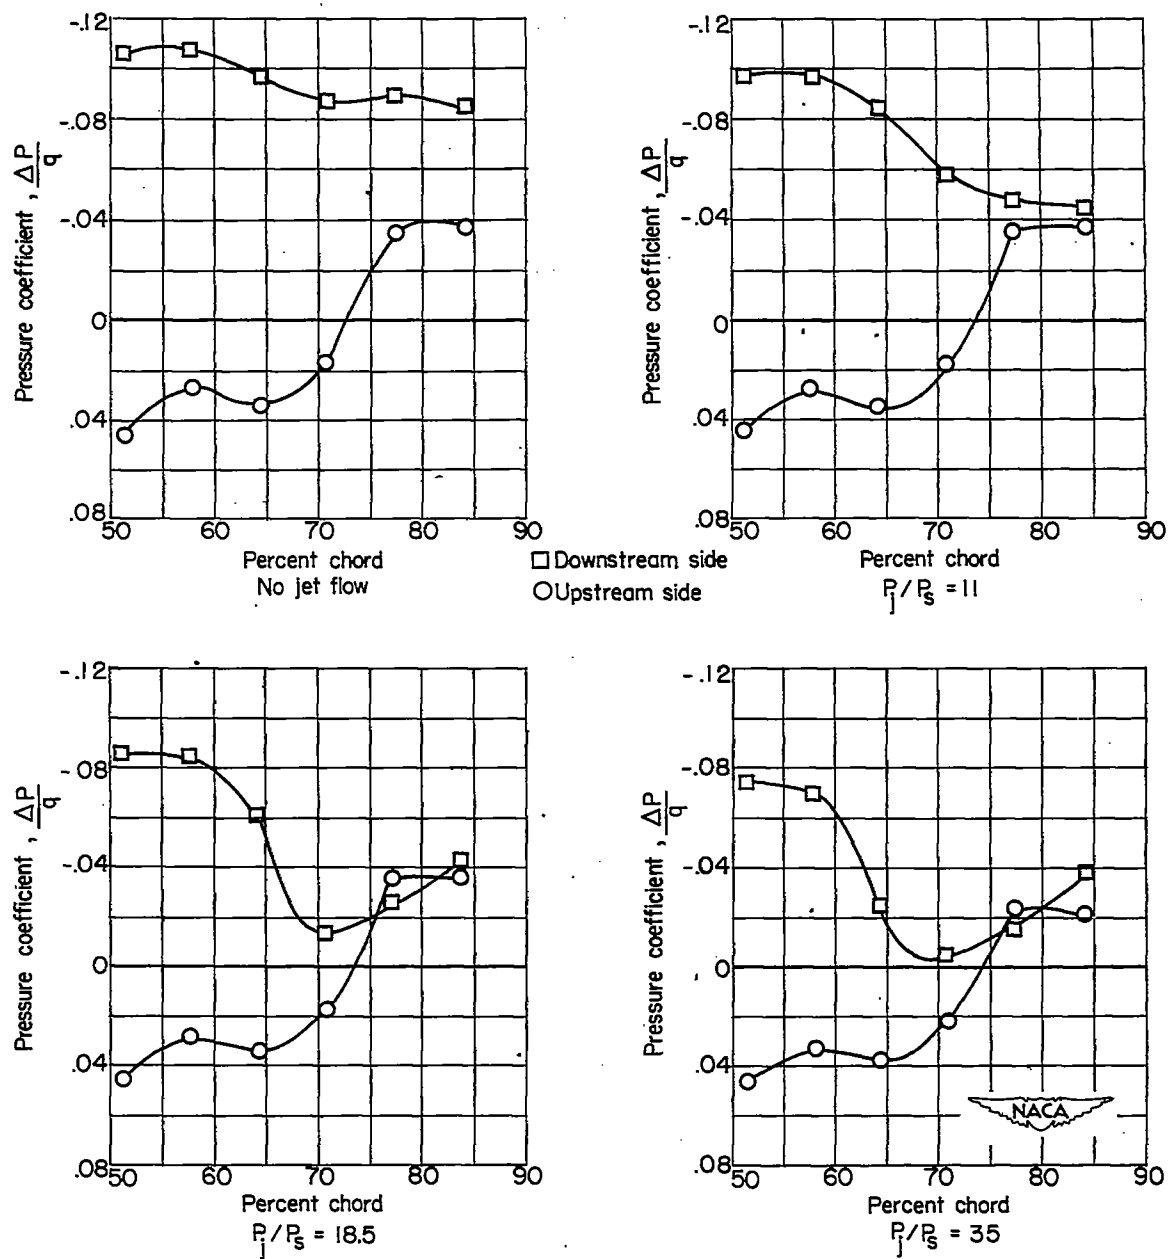 -.12
-.08
-.04
0
.04
.08
Pressure coefficient , ΔP/q
50 60 70 80 90
Percent chord
No jet flow
-.12
-.08
-.04
0
.04
.08
Pressure coefficient , ΔP/q
50 60 70 80 90
Percent chord
Pj/Ps = 11
Downstream side
Upstream side
-.12
-.08
-.04
0
.04
.08
Pressure coefficient , ΔP/q
50 60 70 80 90
Percent chord
Pj/Ps = 18.5
-.12
-.08
-.04
0
.04
.08
Pressure coefficient , ΔP/q
NACA
50 60 70 80 90
Percent chord
Pj/Ps = 35